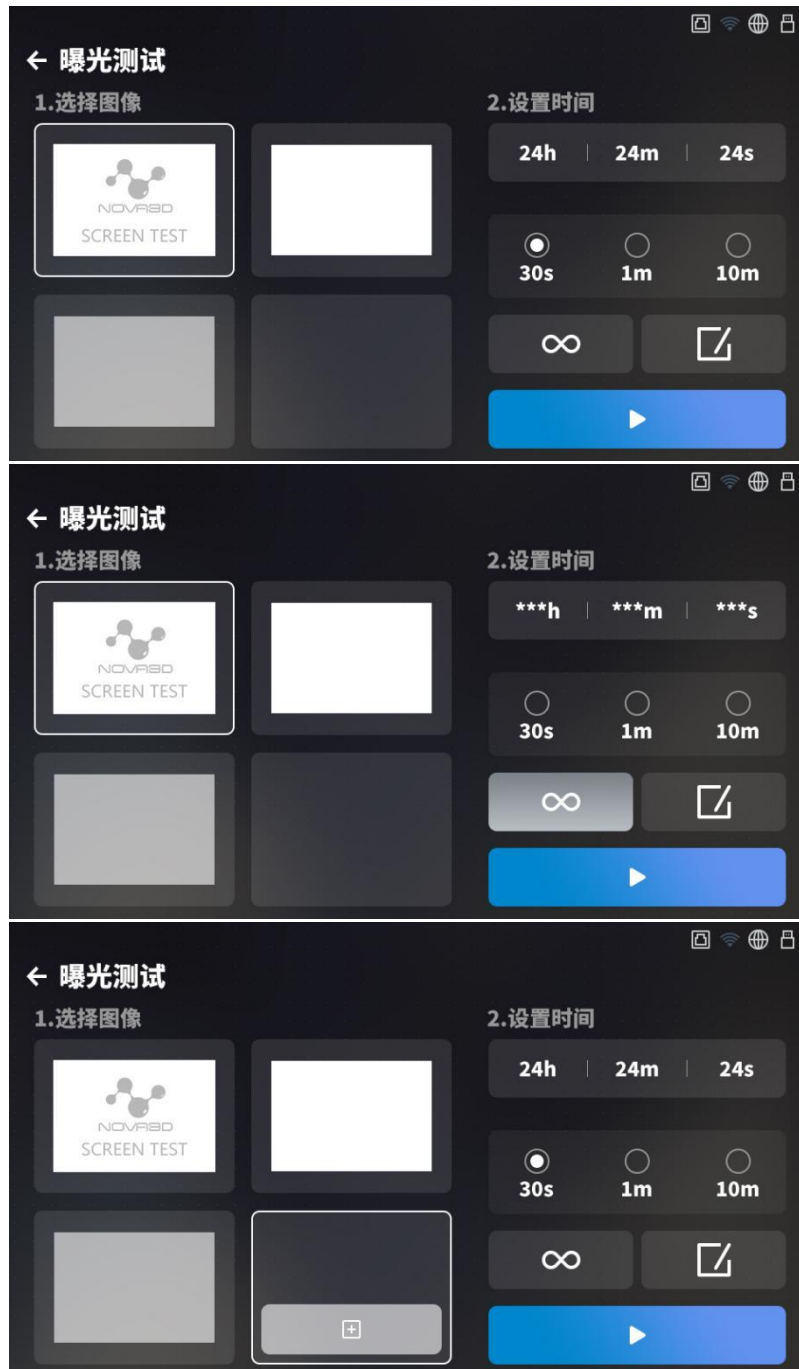 曝光测试
1.选择图像
2.设置时间
24h 24m 24s
NOVA3D
SCREEN TEST
30s 1m 10m
曝光测试
1.选择图像
2.设置时间
***h ***m ***s
NOVA3D
SCREEN TEST
30s 1m 10m
曝光测试
1.选择图像
2.设置时间
24h 24m 24s
NOVA3D
SCREEN TEST
30s 1m 10m